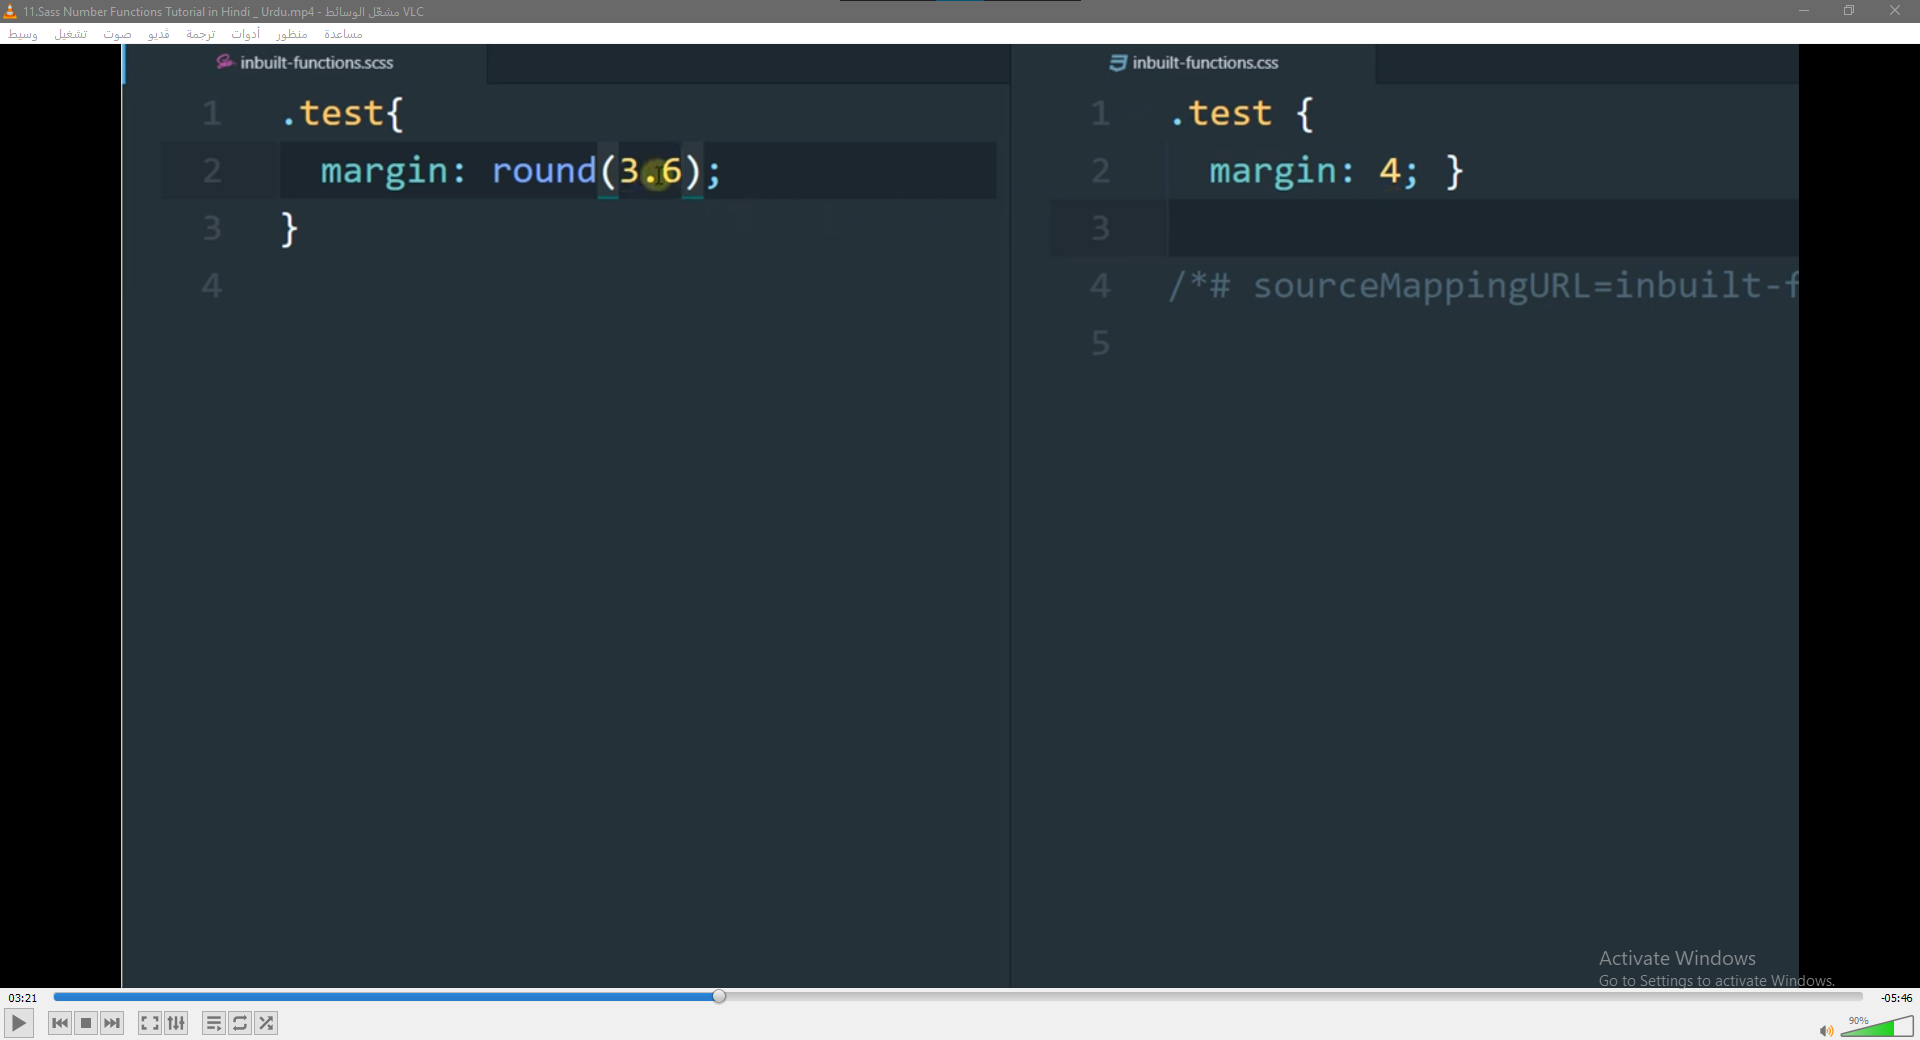 11.Sass Number Functions Tutorial in Hindi _ Urdu.mp4 - مشغّل الوسائط VLC
وسيط تشغيل صوت ڤديو ترجمة أدوات منظور مساعدة
inbuilt-functions.scss
1 .test{
2 margin: round(3.6);
3 }
4
inbuilt-functions.css
1 .test {
2 margin: 4; }
3
4 /*# sourceMappingURL=inbuilt-f
5
Activate Windows
Go to Settings to activate Windows.
03:21
-05:46
90%